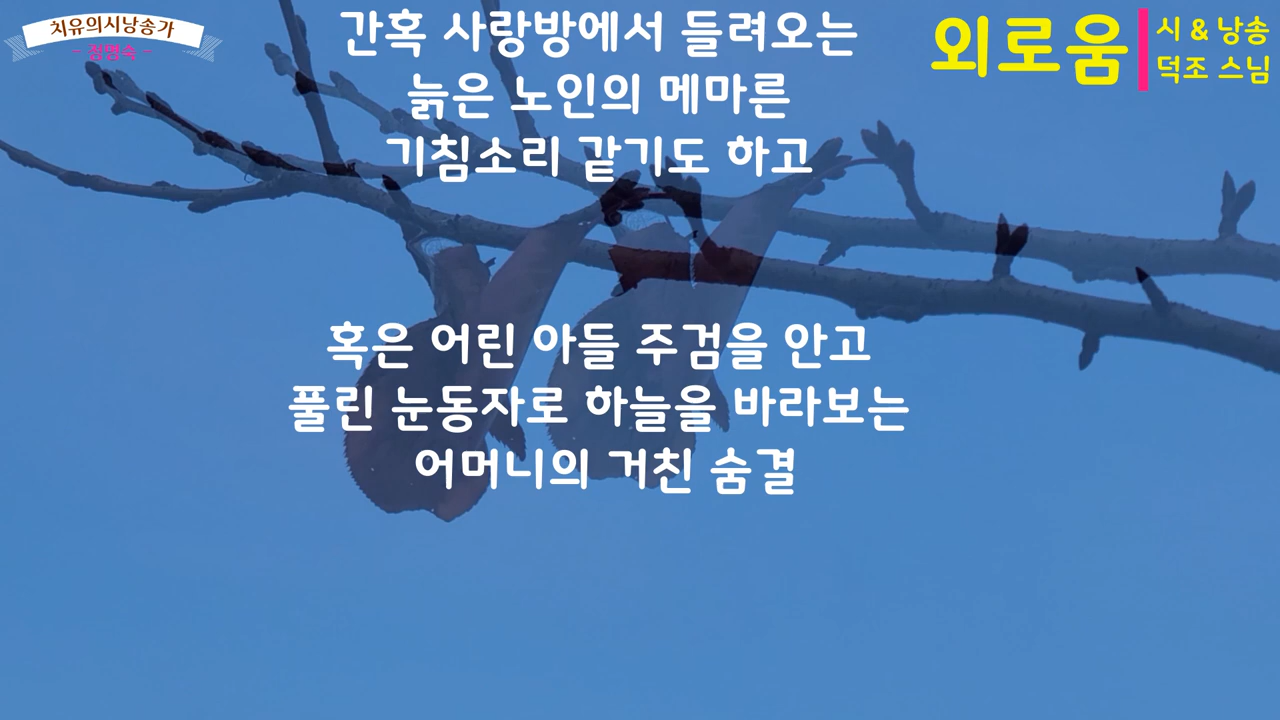 치유의시낭송가
- 정명숙 -
외로움
시 & 낭송
덕조 스님
간혹 사랑방에서 들려오는
늙은 노인의 메마른
기침소리 같기도 하고
혹은 어린 아들 주검을 안고
풀린 눈동자로 하늘을 바라보는
어머니의 거친 숨결